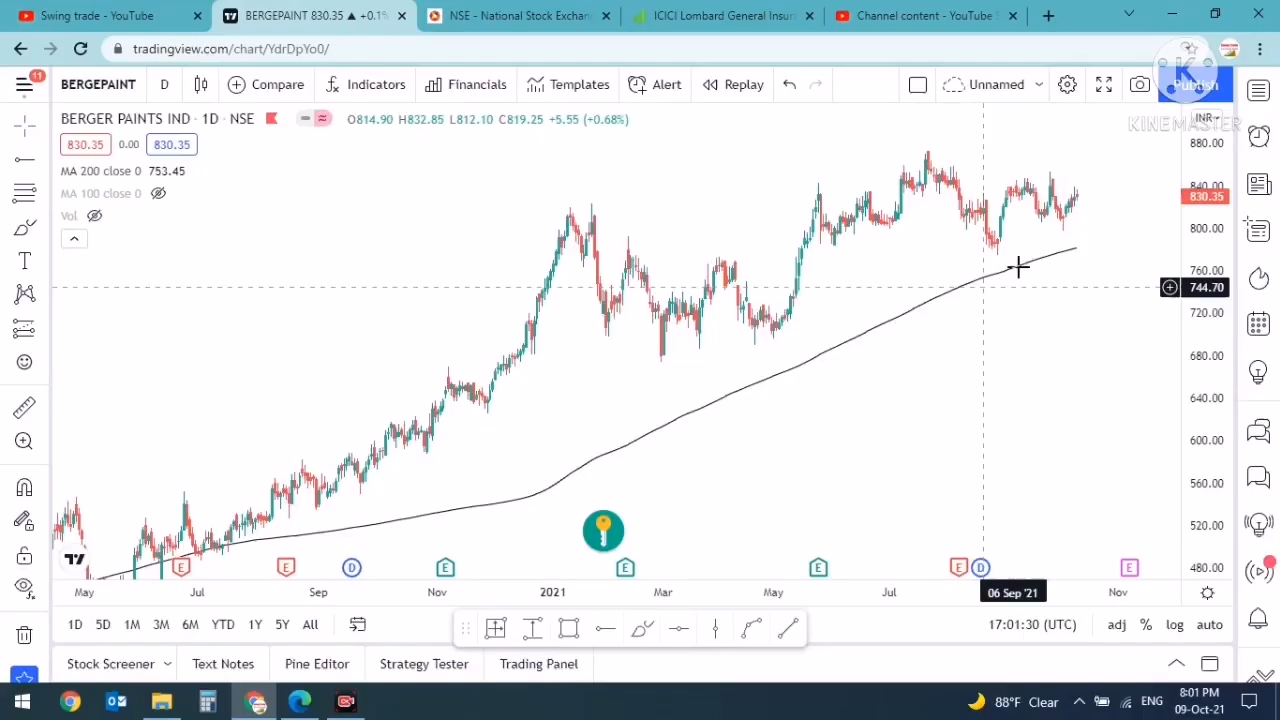 Swing trade - YouTube
BERGEPAINT 830.35 ▲ +0.1%
NSE - National Stock Exchan
ICICI Lombard General Insur
Channel content - YouTube S
tradingview.com/chart/YdrDpYo0/
11
BERGEPAINT
D
Compare
Indicators
Financials
Templates
Alert
Replay
Unnamed
Publish
K
KINEMASTER
BERGER PAINTS IND · 1D · NSE
O814.90 H832.85 L812.10 C819.25 +5.55 (+0.68%)
INR
830.35 0.00 830.35
MA 200 close 0 753.45
MA 100 close 0
Vol
880.00
840.00
830.35
800.00
760.00
744.70
720.00
680.00
640.00
600.00
560.00
520.00
480.00
E E D E E E E D E
May Jul Sep Nov 2021 Mar May Jul 06 Sep '21 Nov
1D 5D 1M 3M 6M YTD 1Y 5Y All
17:01:30 (UTC) adj % log auto
Stock Screener Text Notes Pine Editor Strategy Tester Trading Panel
88°F Clear
ENG
8:01 PM
09-Oct-21